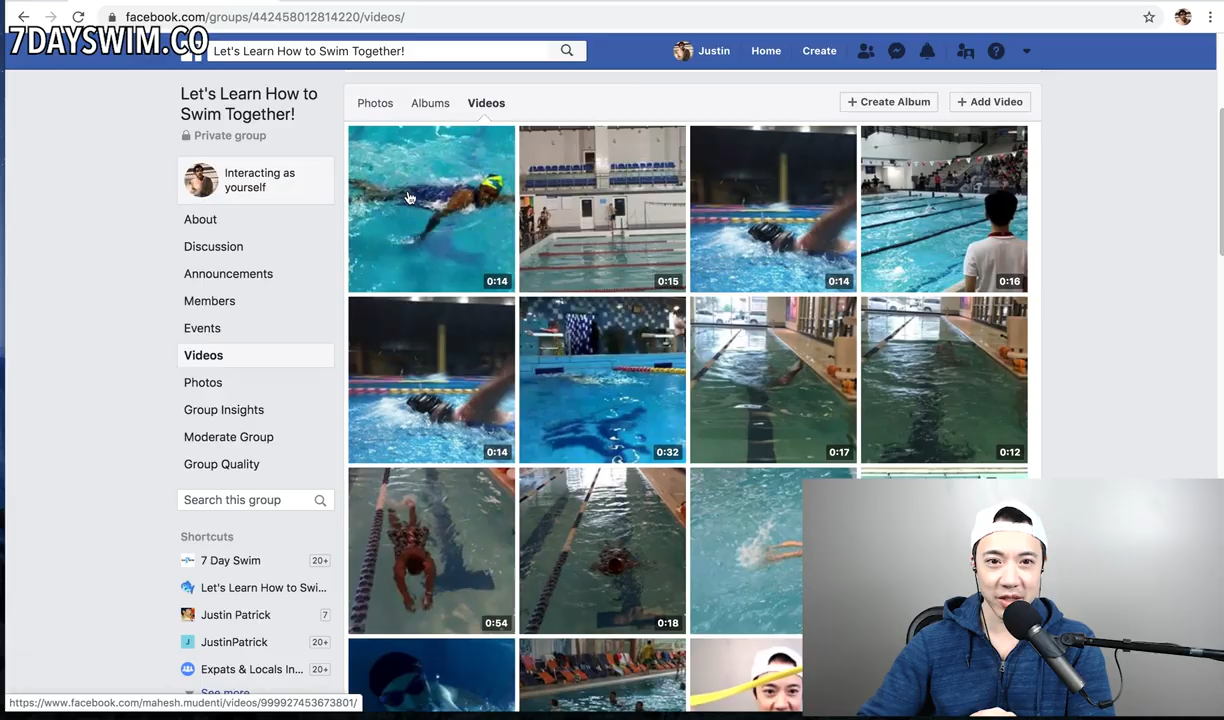 facebook.com/groups/442458012814220/videos/
7DAYSWIM.CO
Let's Learn How to Swim Together!
Justin
Home
Create
Let's Learn How to
Swim Together!
Private group
Interacting as
yourself
About
Discussion
Announcements
Members
Events
Videos
Photos
Group Insights
Moderate Group
Group Quality
Search this group
Shortcuts
7 Day Swim 20+
Let's Learn How to Swi...
Justin Patrick 7
JustinPatrick 20+
Expats & Locals In... 20+
See more
Photos Albums Videos
+ Create Album
+ Add Video
0:14 0:15 0:14 0:16
0:14 0:32 0:17 0:12
0:54 0:18
https://www.facebook.com/mahesh.mudenti/videos/999927453673801/